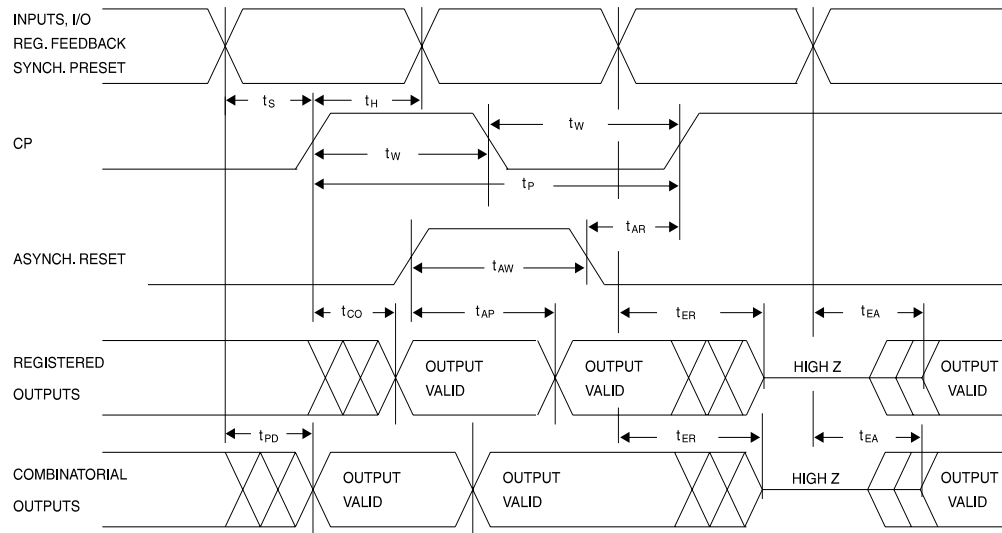 INPUTS, I/O
REG. FEEDBACK
SYNCH. PRESET
tS
tH
CP
tW
tW
tP
tAR
ASYNCH. RESET
tAW
tCO
tAP
tER
tEA
REGISTERED
OUTPUTS
OUTPUT
VALID
OUTPUT
VALID
HIGH Z
OUTPUT
VALID
tPD
tER
tEA
COMBINATORIAL
OUTPUTS
OUTPUT
VALID
OUTPUT
VALID
HIGH Z
OUTPUT
VALID